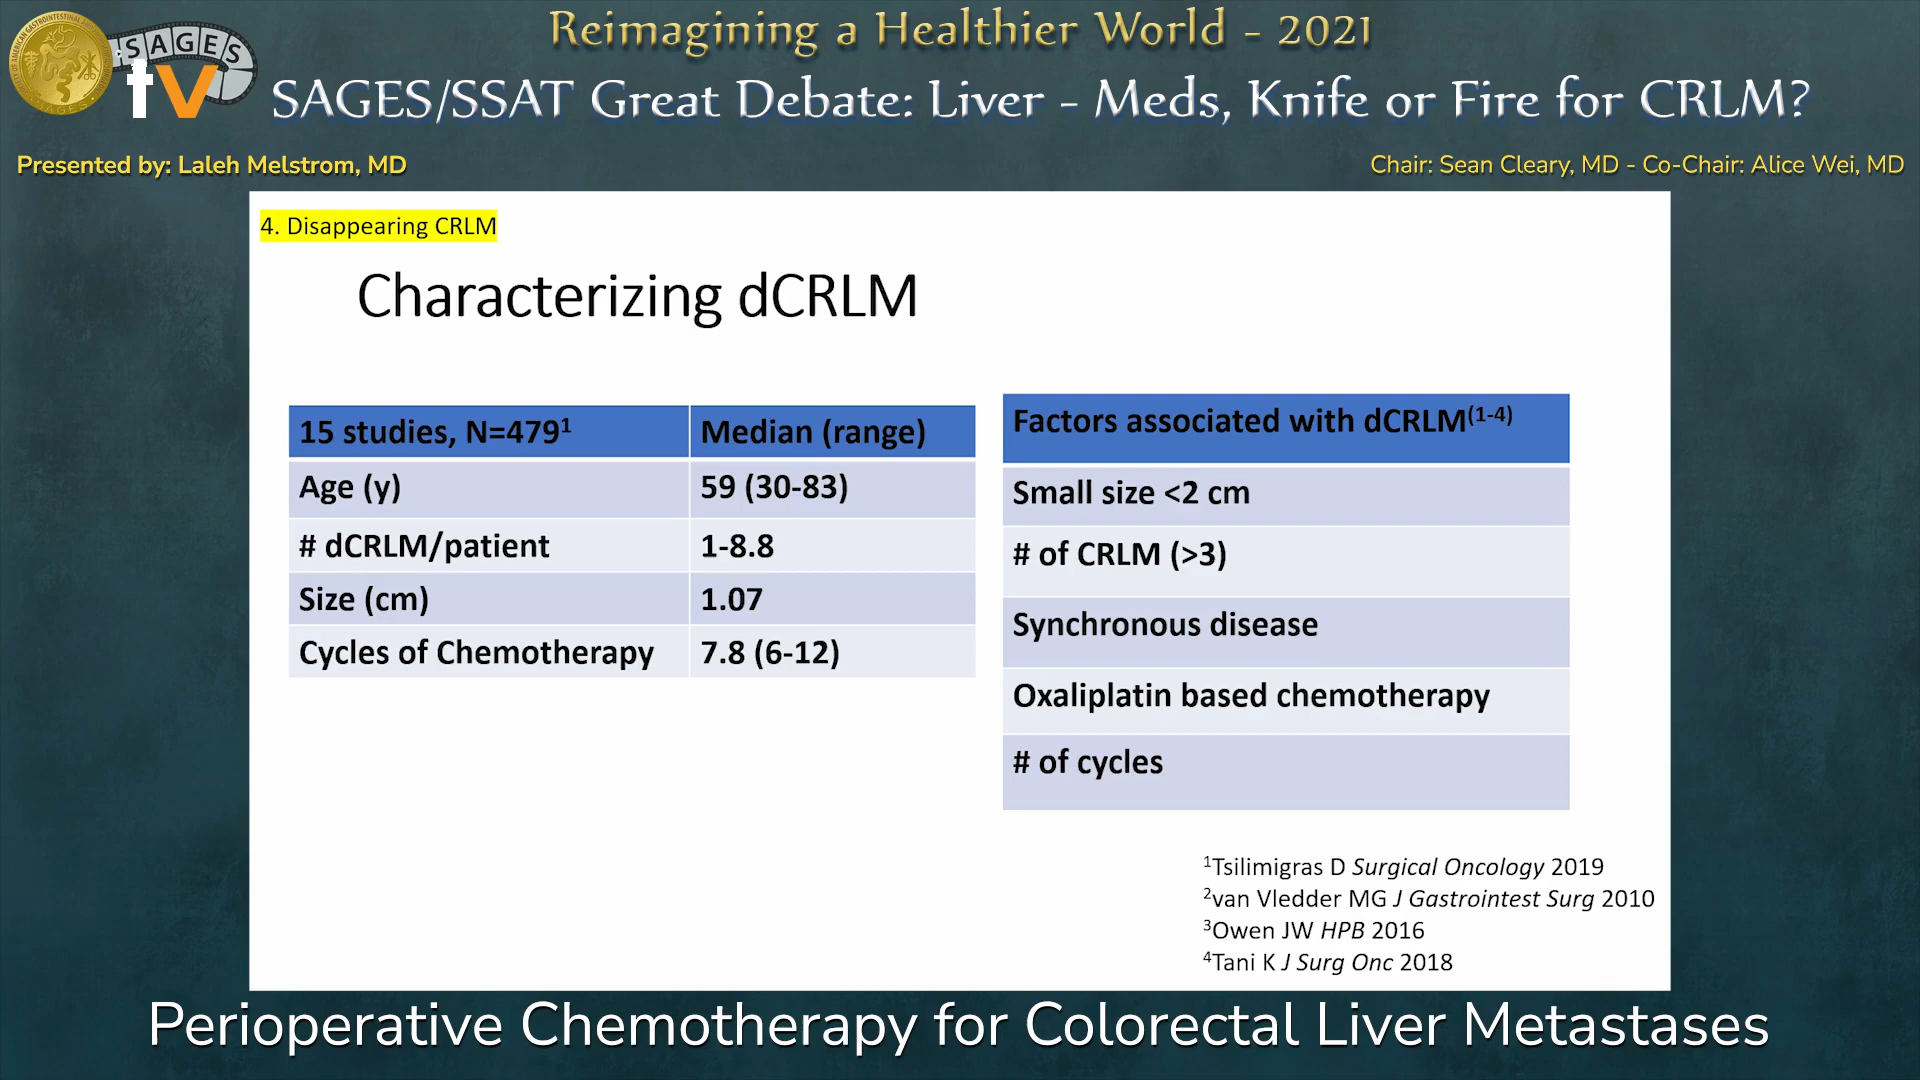 Reimagining a Healthier World - 2021
SAGES
tv
SAGES/SSAT Great Debate: Liver - Meds, Knife or Fire for CRLM?
Presented by: Laleh Melstrom, MD
Chair: Sean Cleary, MD - Co-Chair: Alice Wei, MD
4. Disappearing CRLM
Characterizing dCRLM
15 studies, N=479¹ Median (range)
Age (y) 59 (30-83)
# dCRLM/patient 1-8.8
Size (cm) 1.07
Cycles of Chemotherapy 7.8 (6-12)
Factors associated with dCRLM⁽¹⁻⁴⁾
Small size <2 cm
# of CRLM (>3)
Synchronous disease
Oxaliplatin based chemotherapy
# of cycles
¹Tsilimigras D Surgical Oncology 2019
²van Vledder MG J Gastrointest Surg 2010
³Owen JW HPB 2016
⁴Tani K J Surg Onc 2018
Perioperative Chemotherapy for Colorectal Liver Metastases